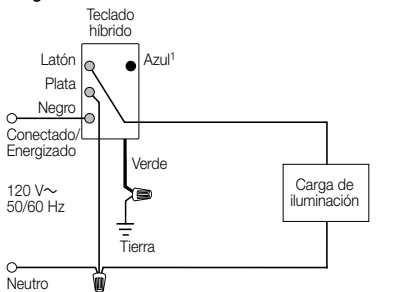 Teclado
híbrido
Latón
Azul¹
Plata
Negro
Conectado/
Energizado
Verde
120 V~
50/60 Hz
Carga de
iluminación
Tierra
Neutro